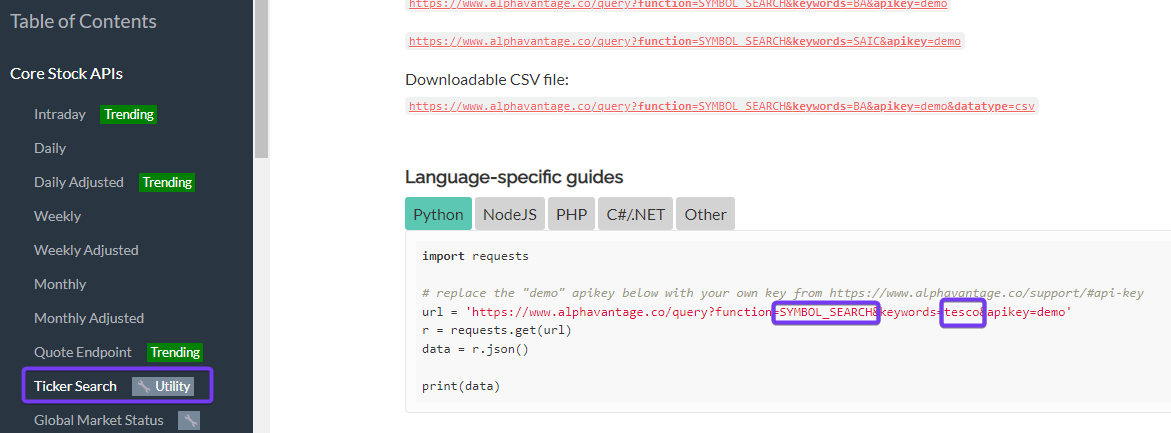 Table of Contents
Core Stock APIs
Intraday Trending
Daily
Daily Adjusted Trending
Weekly
Weekly Adjusted
Monthly
Monthly Adjusted
Quote Endpoint Trending
Ticker Search Utility
Global Market Status
https://www.alphavantage.co/query?function=SYMBOL_SEARCH&keywords=BA&apikey=demo
https://www.alphavantage.co/query?function=SYMBOL_SEARCH&keywords=SAIC&apikey=demo
Downloadable CSV file:
https://www.alphavantage.co/query?function=SYMBOL_SEARCH&keywords=BA&apikey=demo&datatype=csv
Language-specific guides
Python NodeJS PHP C#/.NET Other
import requests
# replace the "demo" apikey below with your own key from https://www.alphavantage.co/support/#api-key
url = 'https://www.alphavantage.co/query?function=SYMBOL_SEARCH&keywords=tesco&apikey=demo'
r = requests.get(url)
data = r.json()
print(data)